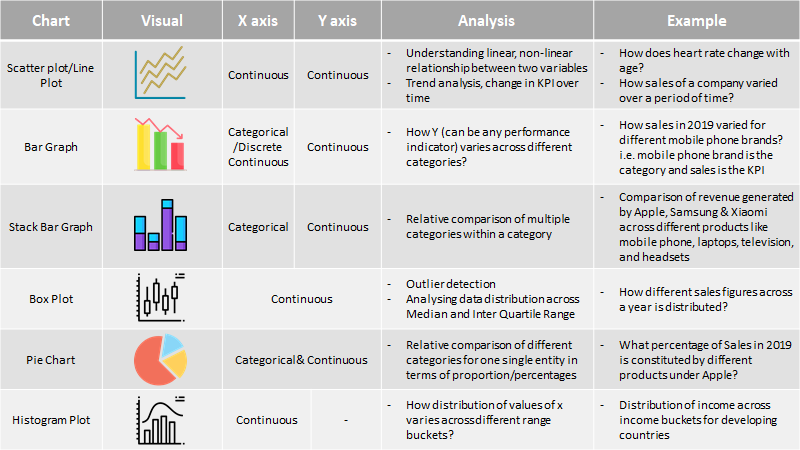 Chart Visual X axis Y axis Analysis Example
Scatter plot/Line
Plot
Continuous Continuous
- Understanding linear, non-linear
relationship between two variables
- Trend analysis, change in KPI over
time
- How does heart rate change with
age?
- How sales of a company varied
over a period of time?
Bar Graph
Categorical
/Discrete
Continuous
Continuous
- How Y (can be any performance
indicator) varies across different
categories?
- How sales in 2019 varied for
different mobile phone brands?
i.e. mobile phone brand is the
category and sales is the KPI
Stack Bar Graph
Categorical Continuous
- Relative comparison of multiple
categories within a category
- Comparison of revenue generated
by Apple, Samsung & Xiaomi
across different products like
mobile phone, laptops, television,
and headsets
Box Plot
Continuous
- Outlier detection
- Analysing data distribution across
Median and Inter Quartile Range
- How different sales figures across
a year is distributed?
Pie Chart
Categorical & Continuous
- Relative comparison of different
categories for one single entity in
terms of proportion/percentages
- What percentage of Sales in 2019
is constituted by different
products under Apple?
Histogram Plot
Continuous -
- How distribution of values of x
varies across different range
buckets?
- Distribution of income across
income buckets for developing
countries